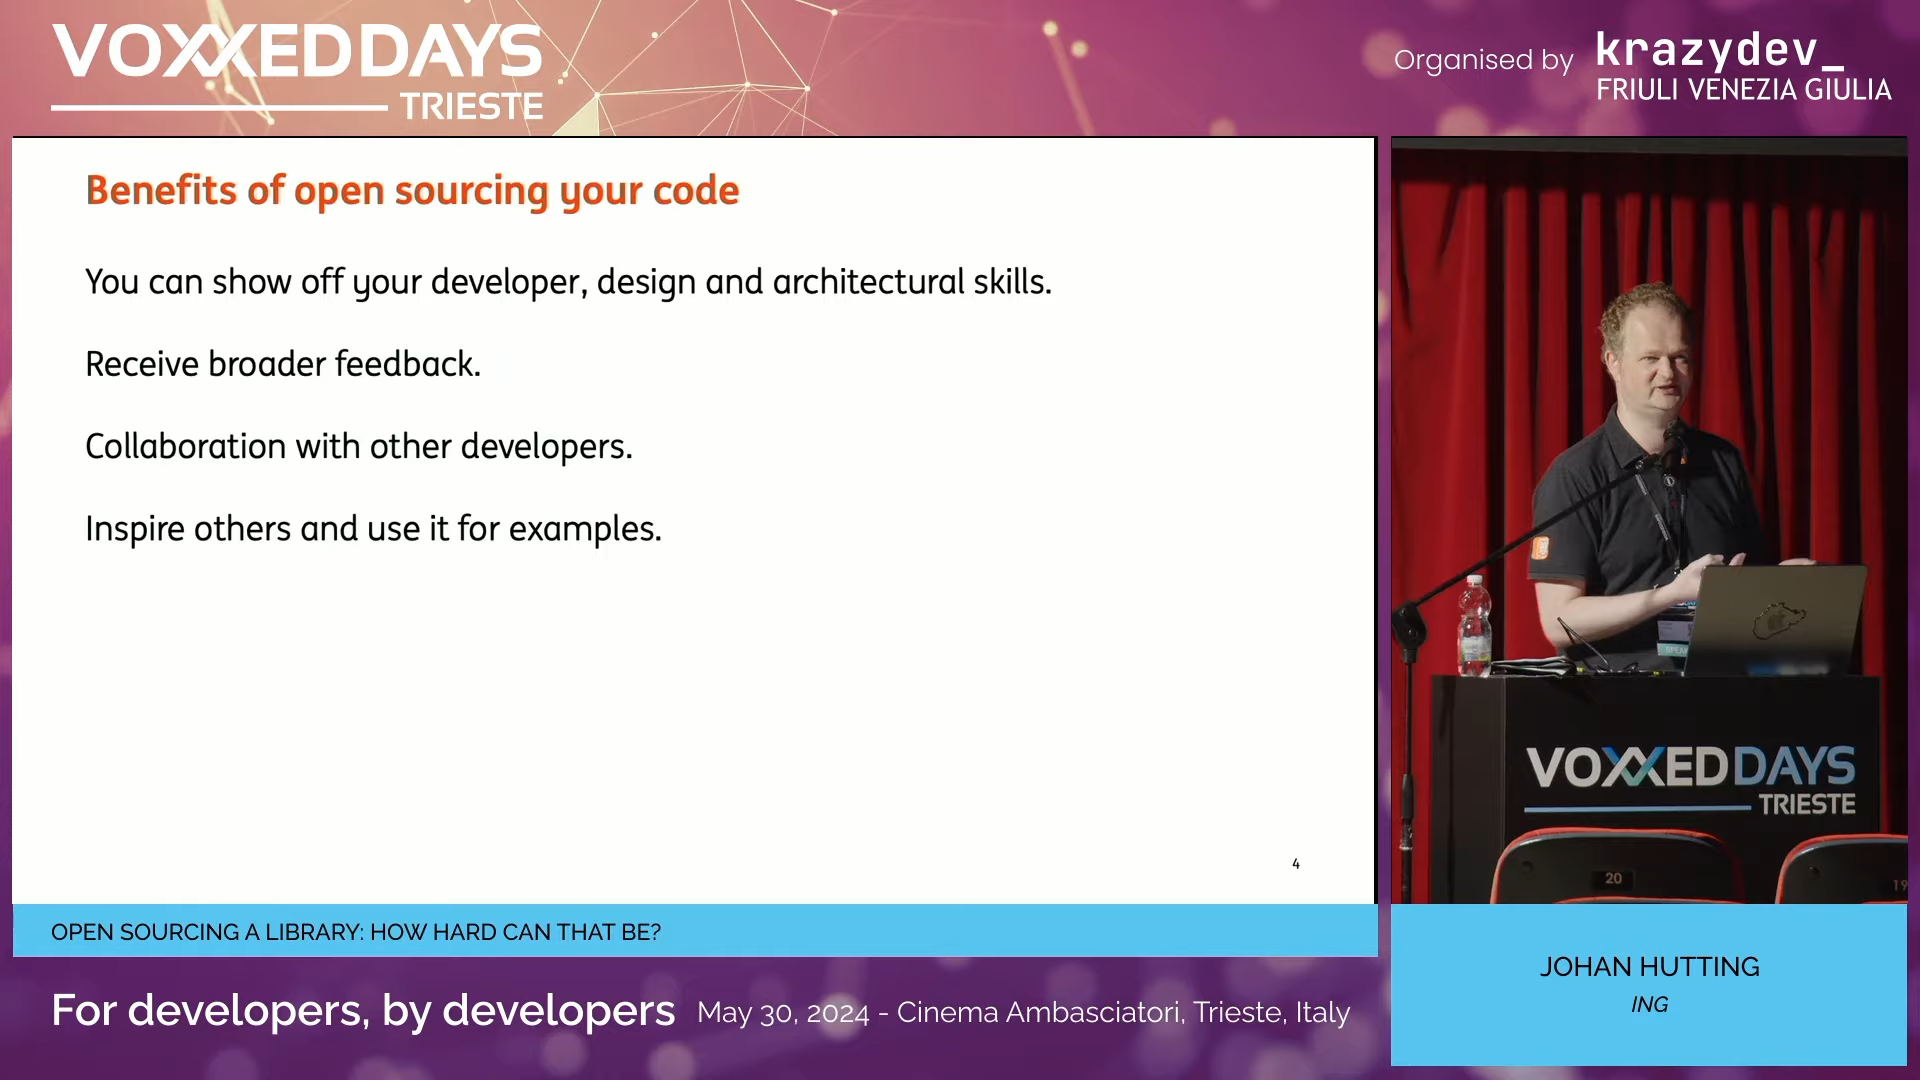 VOXXEDDAYS
TRIESTE
Organised by krazydev_
FRIULI VENEZIA GIULIA
Benefits of open sourcing your code
You can show off your developer, design and architectural skills.
Receive broader feedback.
Collaboration with other developers.
Inspire others and use it for examples.
4
VOXXEDDAYS
TRIESTE
20
19
OPEN SOURCING A LIBRARY: HOW HARD CAN THAT BE?
JOHAN HUTTING
ING
For developers, by developers May 30, 2024 - Cinema Ambasciatori, Trieste, Italy